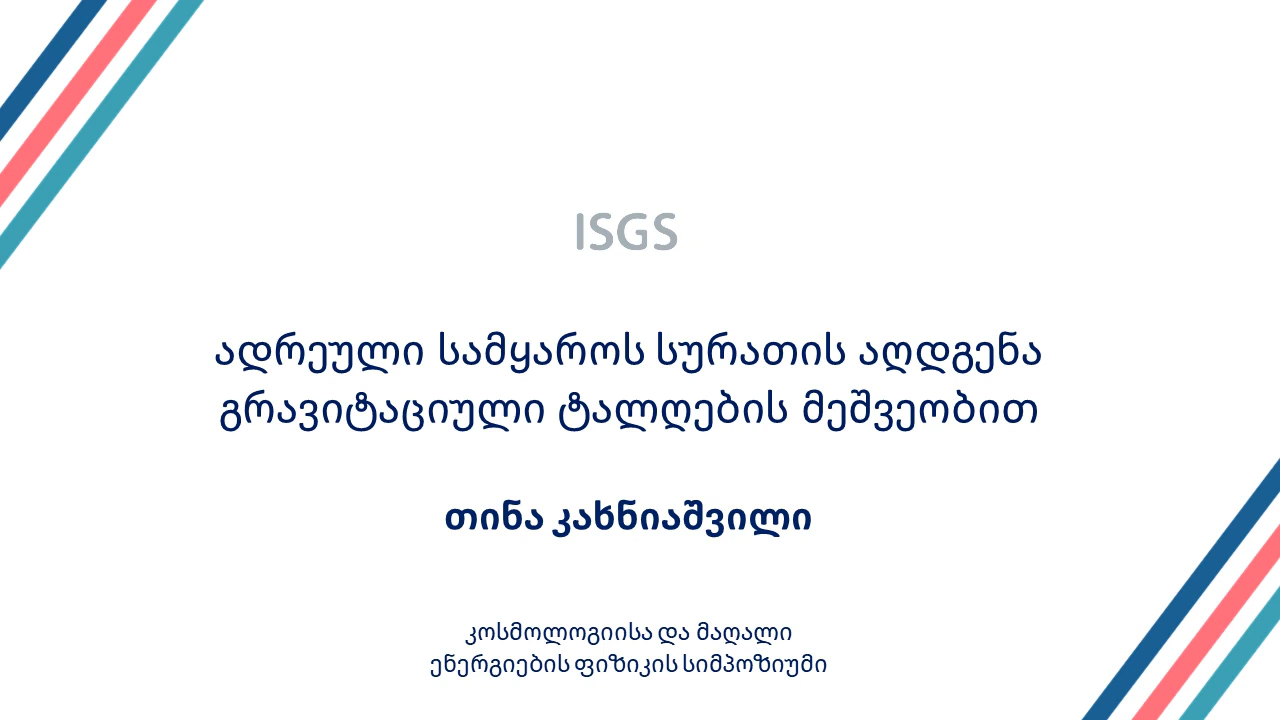 ISGS
ადრეული სამყაროს სურათის აღდგენა
გრავიტაციული ტალღების მეშვეობით
თინა კახნიაშვილი
კოსმოლოგიისა და მაღალი
ენერგიების ფიზიკის სიმპოზიუმი